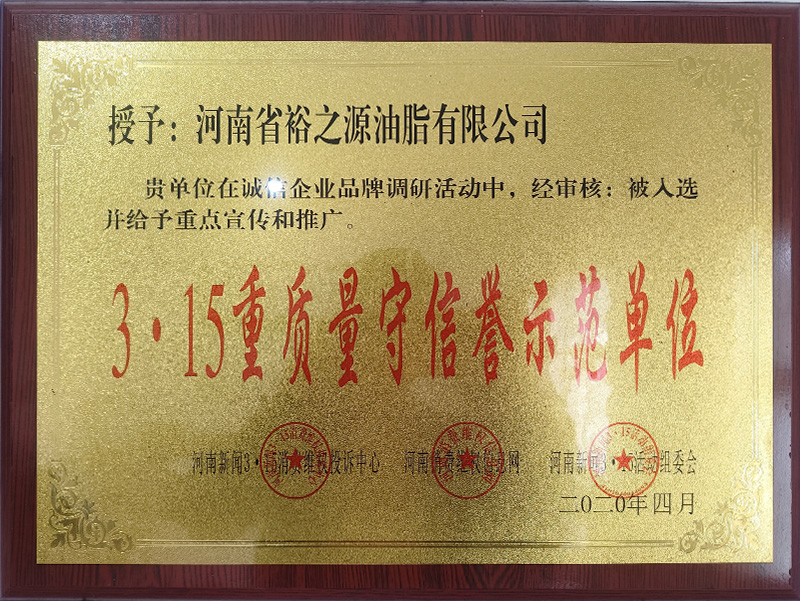 授予：河南省裕之源油脂有限公司
贵单位在诚信企业品牌调研活动中，经审核：被入选
并给予重点宣传和推广。
3·15重质量守信誉示范单位
河南新闻3·15消费维权投诉中心 河南消费维权信息网 河南新闻3·15活动组委会
二0二0年四月